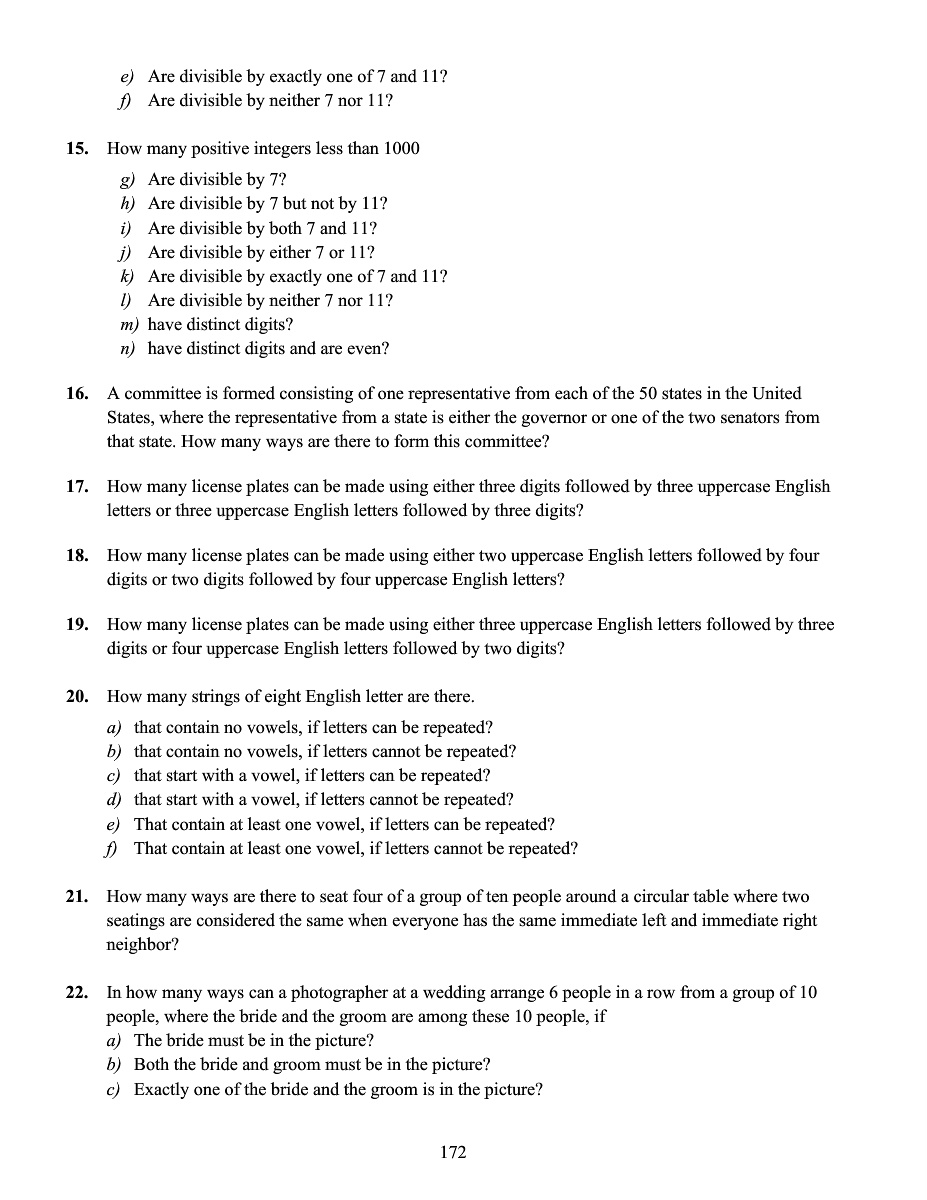 e) Are divisible by exactly one of 7 and 11?
f) Are divisible by neither 7 nor 11?
15. How many positive integers less than 1000
g) Are divisible by 7?
h) Are divisible by 7 but not by 11?
i) Are divisible by both 7 and 11?
j) Are divisible by either 7 or 11?
k) Are divisible by exactly one of 7 and 11?
l) Are divisible by neither 7 nor 11?
m) have distinct digits?
n) have distinct digits and are even?
16. A committee is formed consisting of one representative from each of the 50 states in the United
States, where the representative from a state is either the governor or one of the two senators from
that state. How many ways are there to form this committee?
17. How many license plates can be made using either three digits followed by three uppercase English
letters or three uppercase English letters followed by three digits?
18. How many license plates can be made using either two uppercase English letters followed by four
digits or two digits followed by four uppercase English letters?
19. How many license plates can be made using either three uppercase English letters followed by three
digits or four uppercase English letters followed by two digits?
20. How many strings of eight English letter are there.
a) that contain no vowels, if letters can be repeated?
b) that contain no vowels, if letters cannot be repeated?
c) that start with a vowel, if letters can be repeated?
d) that start with a vowel, if letters cannot be repeated?
e) That contain at least one vowel, if letters can be repeated?
f) That contain at least one vowel, if letters cannot be repeated?
21. How many ways are there to seat four of a group of ten people around a circular table where two
seatings are considered the same when everyone has the same immediate left and immediate right
neighbor?
22. In how many ways can a photographer at a wedding arrange 6 people in a row from a group of 10
people, where the bride and the groom are among these 10 people, if
a) The bride must be in the picture?
b) Both the bride and groom must be in the picture?
c) Exactly one of the bride and the groom is in the picture?
172